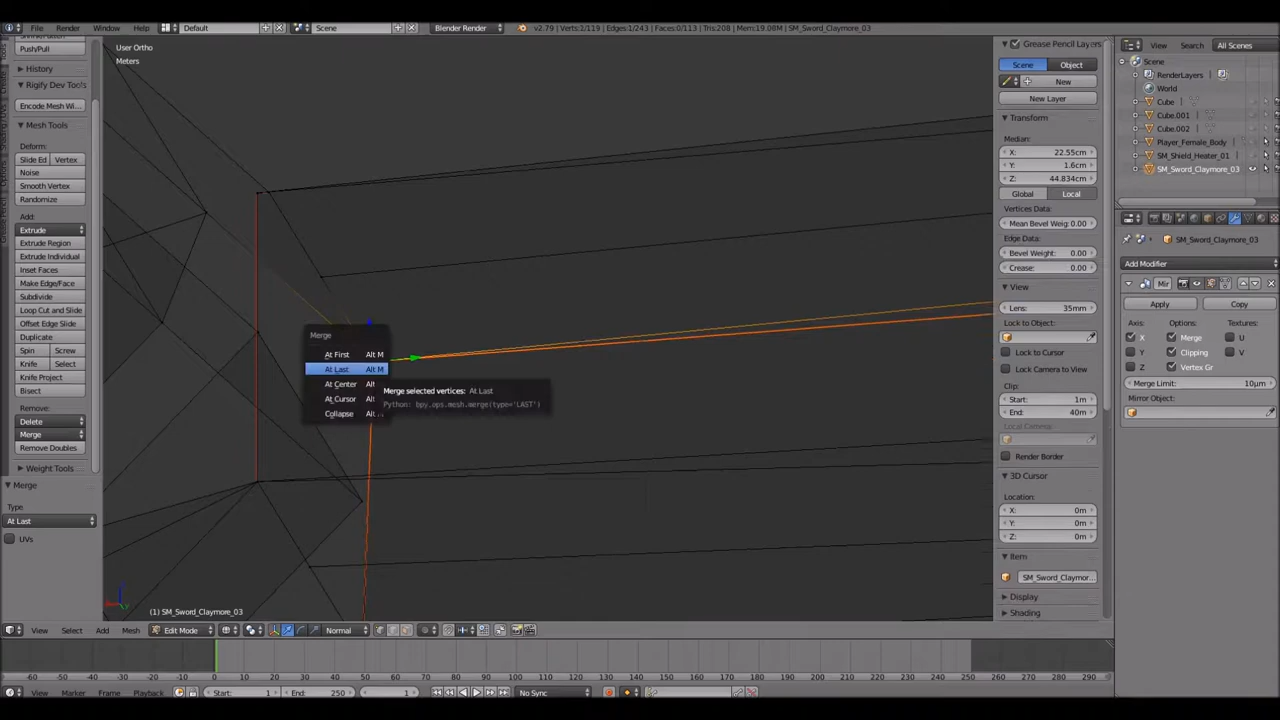 File Render Window Help Default Scene Blender Render v2.79 | Verts:1/119 | Edges:1/243 | Faces:0/113 | Tris:208 | Mem:19.08M | SM_Sword_Claymore_03
Push/Pull
History
Rigify Dev Tools
Encode Mesh Wi...
Mesh Tools
Deform:
Slide Ed Vertex
Noise
Smooth Vertex
Randomize
Add:
Extrude
Extrude Region
Extrude Individual
Inset Faces
Make Edge/Face
Subdivide
Loop Cut and Slide
Offset Edge Slide
Duplicate
Spin Screw
Knife Select
Knife Project
Bisect
Remove:
Delete
Merge
Remove Doubles
Weight Tools
Merge
Type
At Last
UVs
User Ortho
Meters
Merge
At First Alt M
At Last Alt M
At Center Alt
At Cursor Alt
Collapse Alt
Merge selected vertices: At Last
Python: bpy.ops.mesh.merge(type='LAST')
(1) SM_Sword_Claymore_03
Grease Pencil Layers
Scene Object
New
New Layer
Transform
Median:
X: 22.55cm
Y: 1.6cm
Z: 44.834cm
Global Local
Vertices Data:
Mean Bevel Weig: 0.00
Edge Data:
Bevel Weight: 0.00
Crease: 0.00
View
Lens: 35mm
Lock to Object:
Lock to Cursor
Lock Camera to View
Clip:
Start: 1m
End: 40m
Local Camera:
Render Border
3D Cursor
Location:
X: 0m
Y: 0m
Z: 0m
Item
SM_Sword_Claymor...
Display
Shading
View Search All Scenes
Scene
RenderLayers
World
Cube
Cube.001
Cube.002
Player_Female_Body
SM_Shield_Heater_01
SM_Sword_Claymore_03
SM_Sword_Claymore_03
Add Modifier
Mir
Apply Copy
Axis: Options: Textures:
X Merge U
Y Clipping V
Z Vertex Gr
Merge Limit: 10µm
Mirror Object:
View Select Add Mesh Edit Mode Normal
-60 -50 -40 -30 -20 -10 0 10 20 30 40 50 60 70 80 90 100 110 120 130 140 150 160 170 180 190 200 210 220 230 240 250 260 270 280 290
View Marker Frame Playback Start: 1 End: 250 1 No Sync